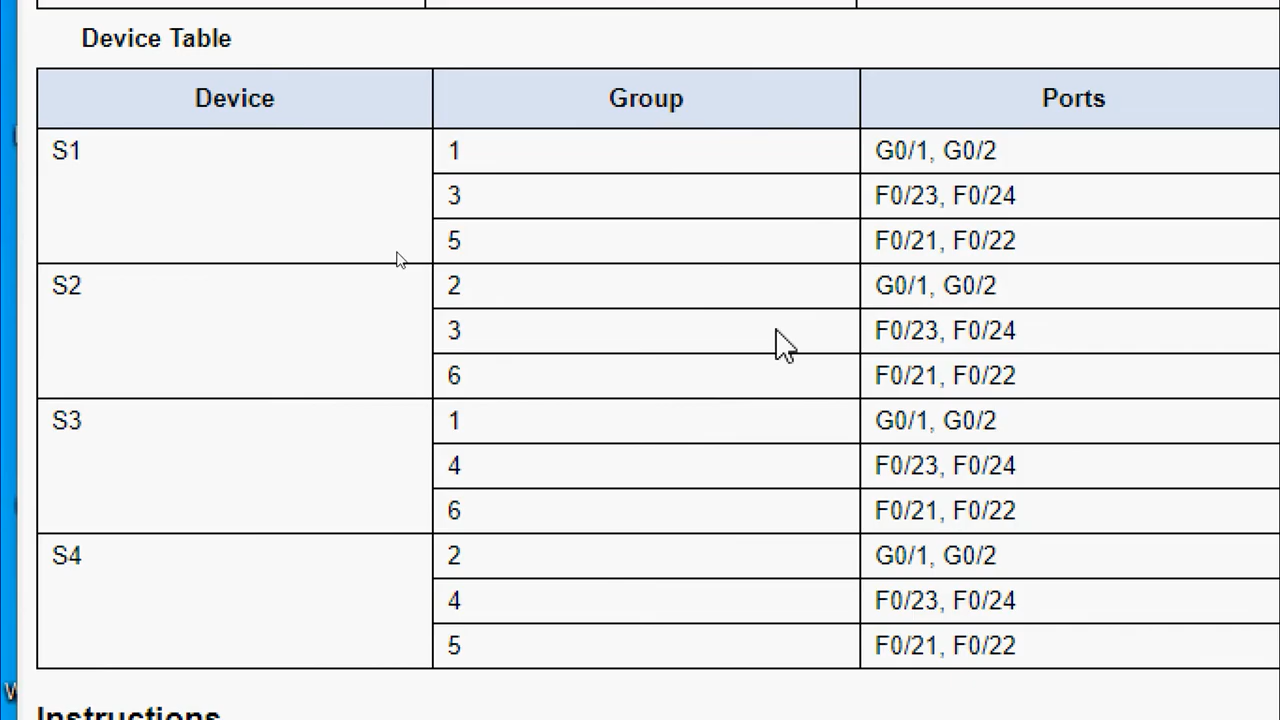 Device Table
Device Group Ports
S1 1 G0/1, G0/2
3 F0/23, F0/24
5 F0/21, F0/22
S2 2 G0/1, G0/2
3 F0/23, F0/24
6 F0/21, F0/22
S3 1 G0/1, G0/2
4 F0/23, F0/24
6 F0/21, F0/22
S4 2 G0/1, G0/2
4 F0/23, F0/24
5 F0/21, F0/22
Instructions